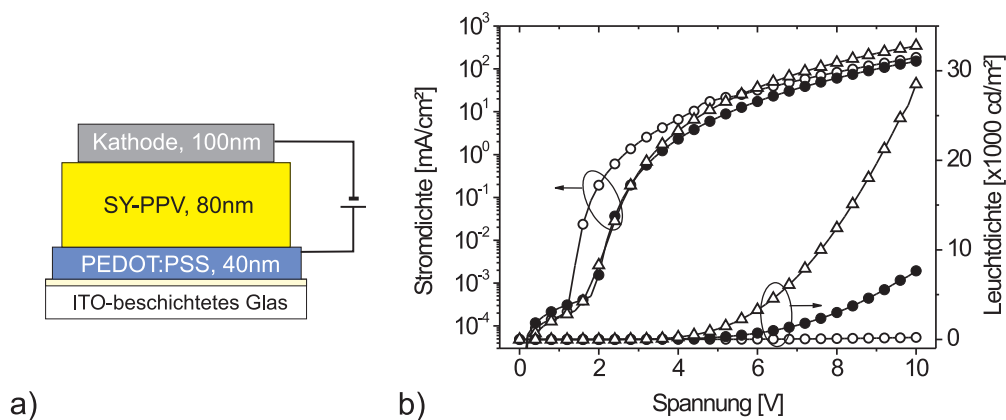 Kathode, 100nm
SY-PPV, 80nm
PEDOT:PSS, 40nm
ITO-beschichtetes Glas
a)
10³
10²
10¹
10⁰
10⁻¹
10⁻²
10⁻³
10⁻⁴
Stromdichte [mA/cm²]
0 2 4 6 8 10
Spannung [V]
30
20
10
0
Leuchtdichte [x1000 cd/m²]
b)